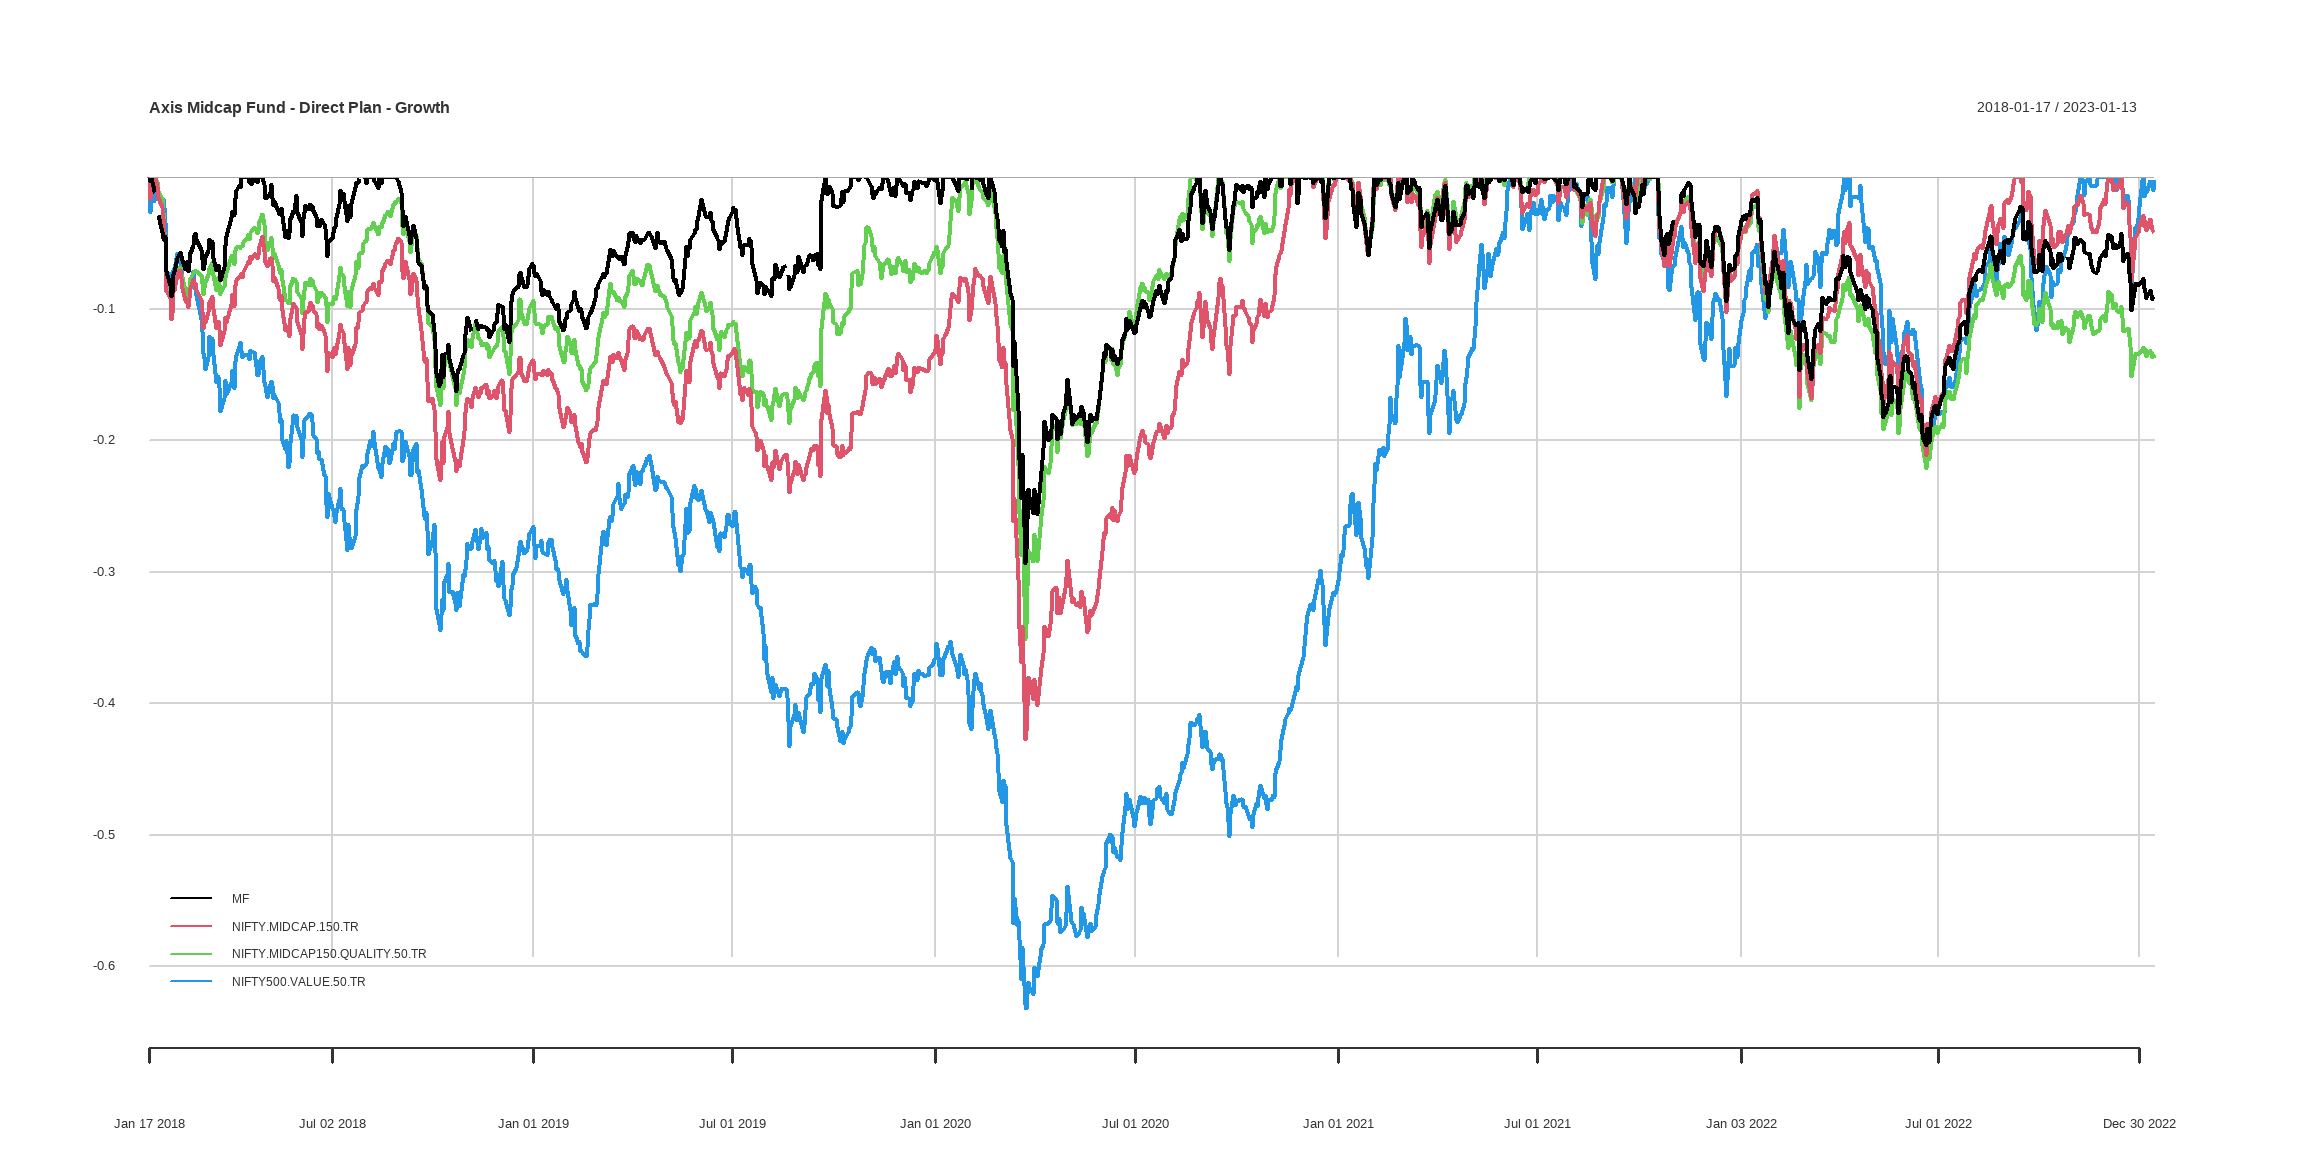 Axis Midcap Fund - Direct Plan - Growth
2018-01-17 / 2023-01-13
-0.1
-0.2
-0.3
-0.4
-0.5
-0.6
MF
NIFTY.MIDCAP.150.TR
NIFTY.MIDCAP150.QUALITY.50.TR
NIFTY500.VALUE.50.TR
Jan 17 2018
Jul 02 2018
Jan 01 2019
Jul 01 2019
Jan 01 2020
Jul 01 2020
Jan 01 2021
Jul 01 2021
Jan 03 2022
Jul 01 2022
Dec 30 2022